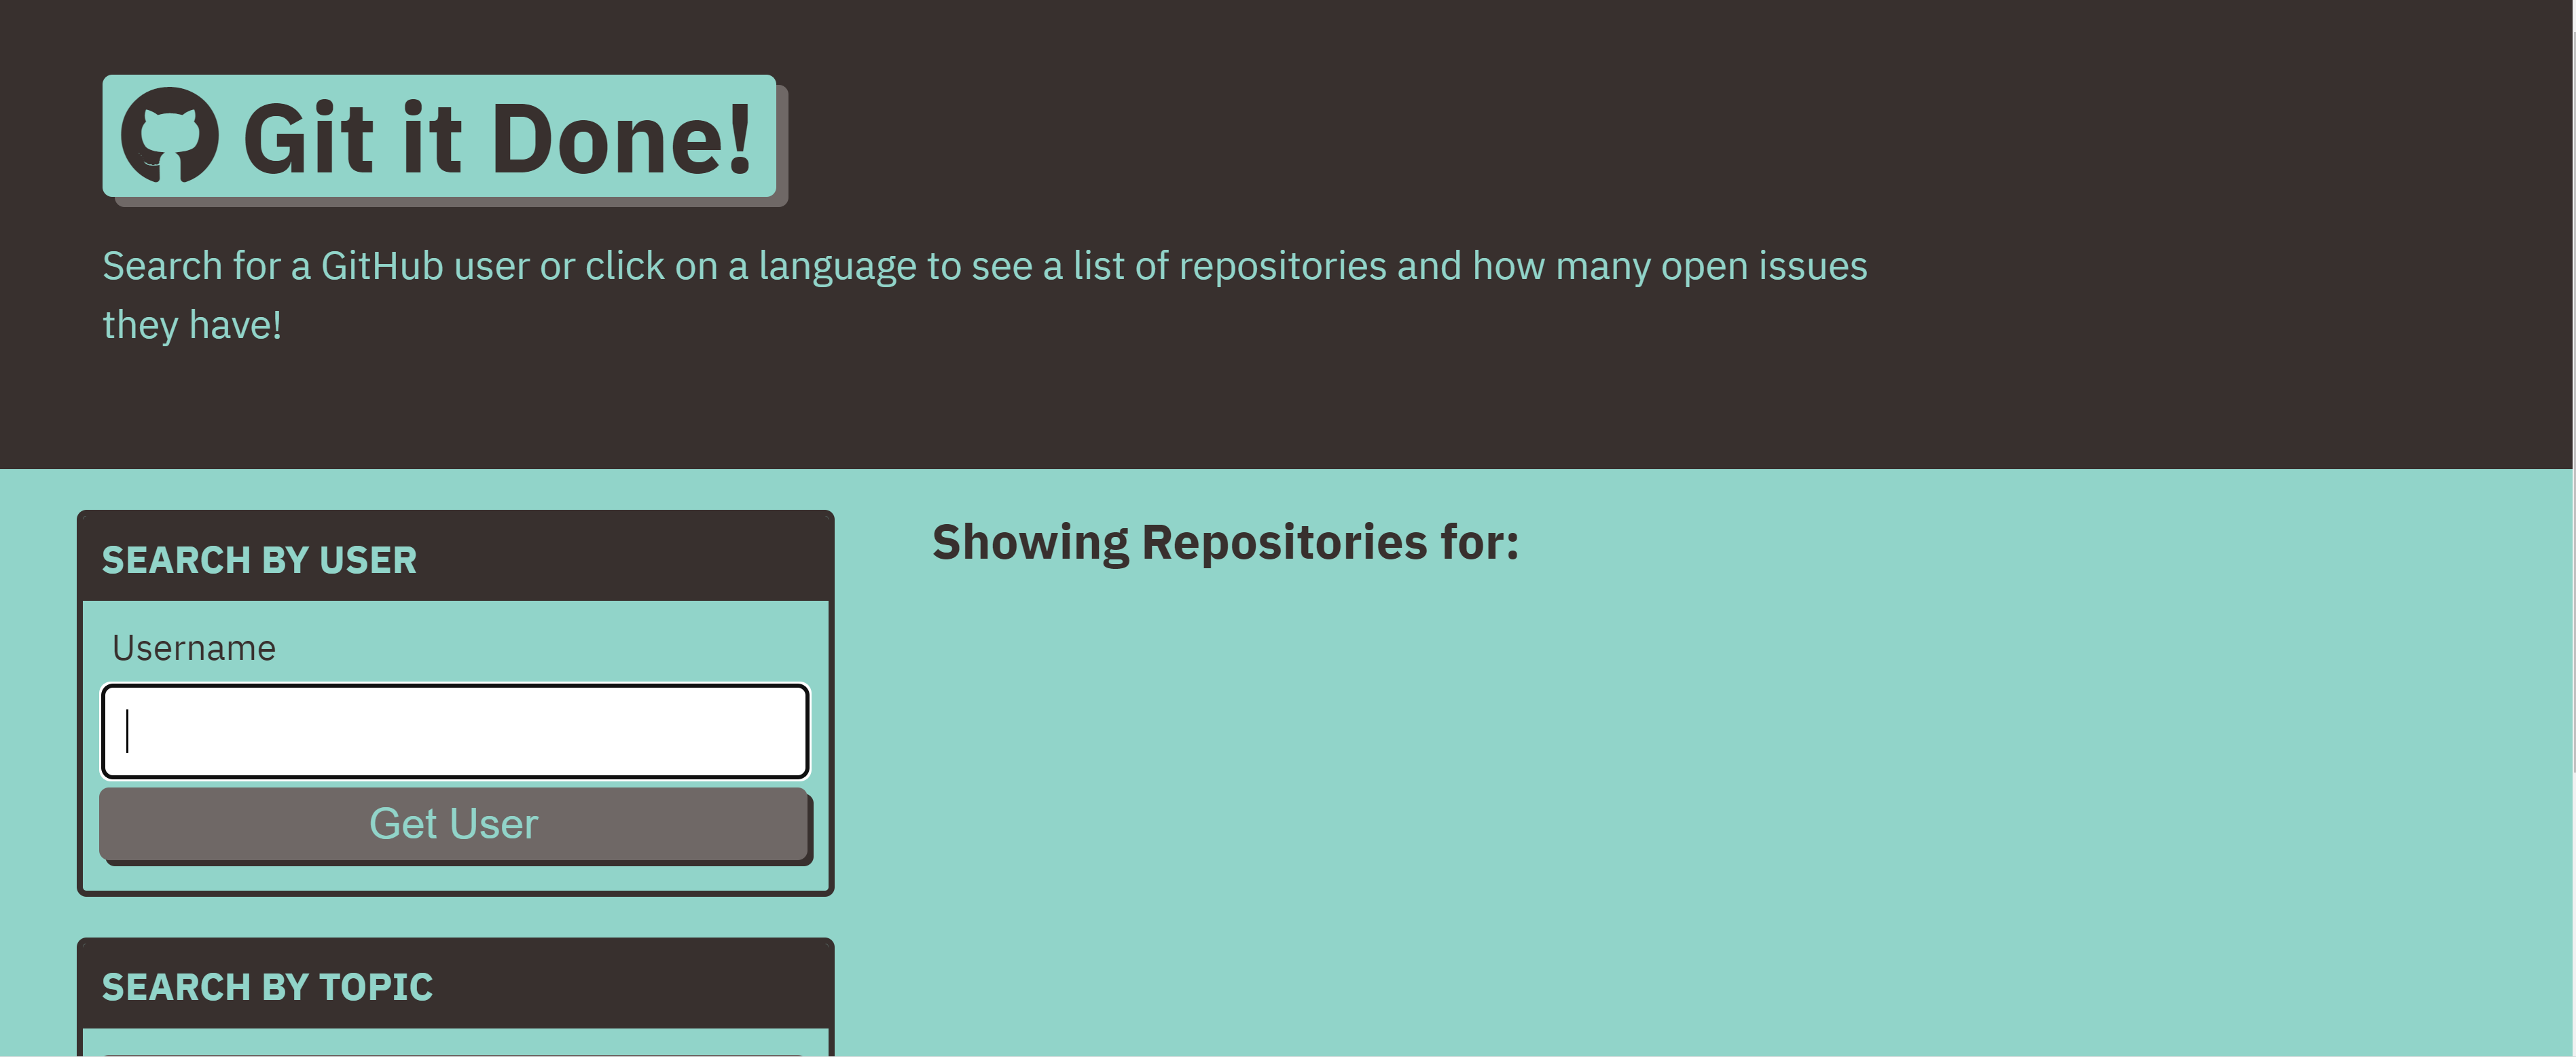 Git it Done!
Search for a GitHub user or click on a language to see a list of repositories and how many open issues
they have!
SEARCH BY USER
Username
Get User
SEARCH BY TOPIC
Showing Repositories for: